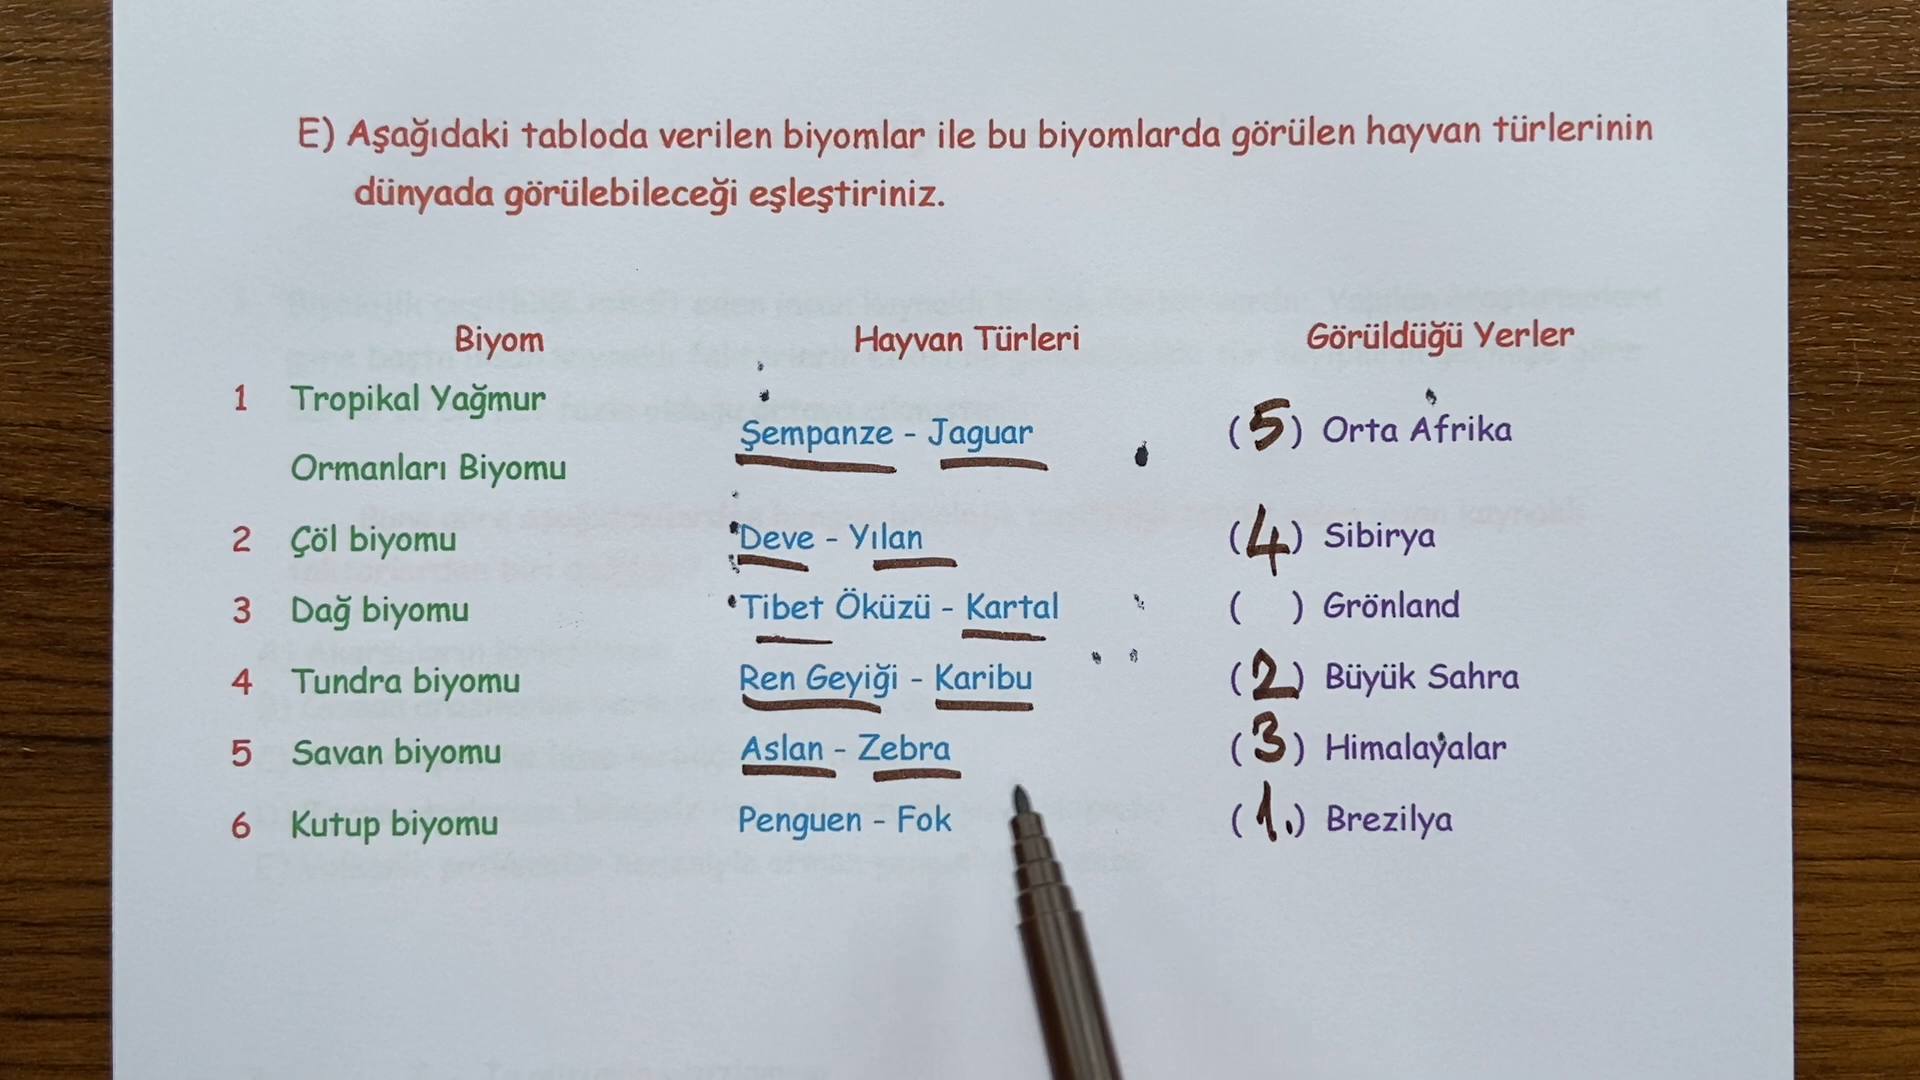 E) Aşağıdaki tabloda verilen biyomlar ile bu biyomlarda görülen hayvan türlerinin
dünyada görülebileceği eşleştiriniz.
Biyom Hayvan Türleri Görüldüğü Yerler
1 Tropikal Yağmur
Ormanları Biyomu Şempanze - Jaguar (5) Orta Afrika
2 Çöl biyomu Deve - Yılan (4) Sibirya
3 Dağ biyomu Tibet Öküzü - Kartal ( ) Grönland
4 Tundra biyomu Ren Geyiği - Karibu (2) Büyük Sahra
5 Savan biyomu Aslan - Zebra (3) Himalayalar
6 Kutup biyomu Penguen - Fok (1.) Brezilya